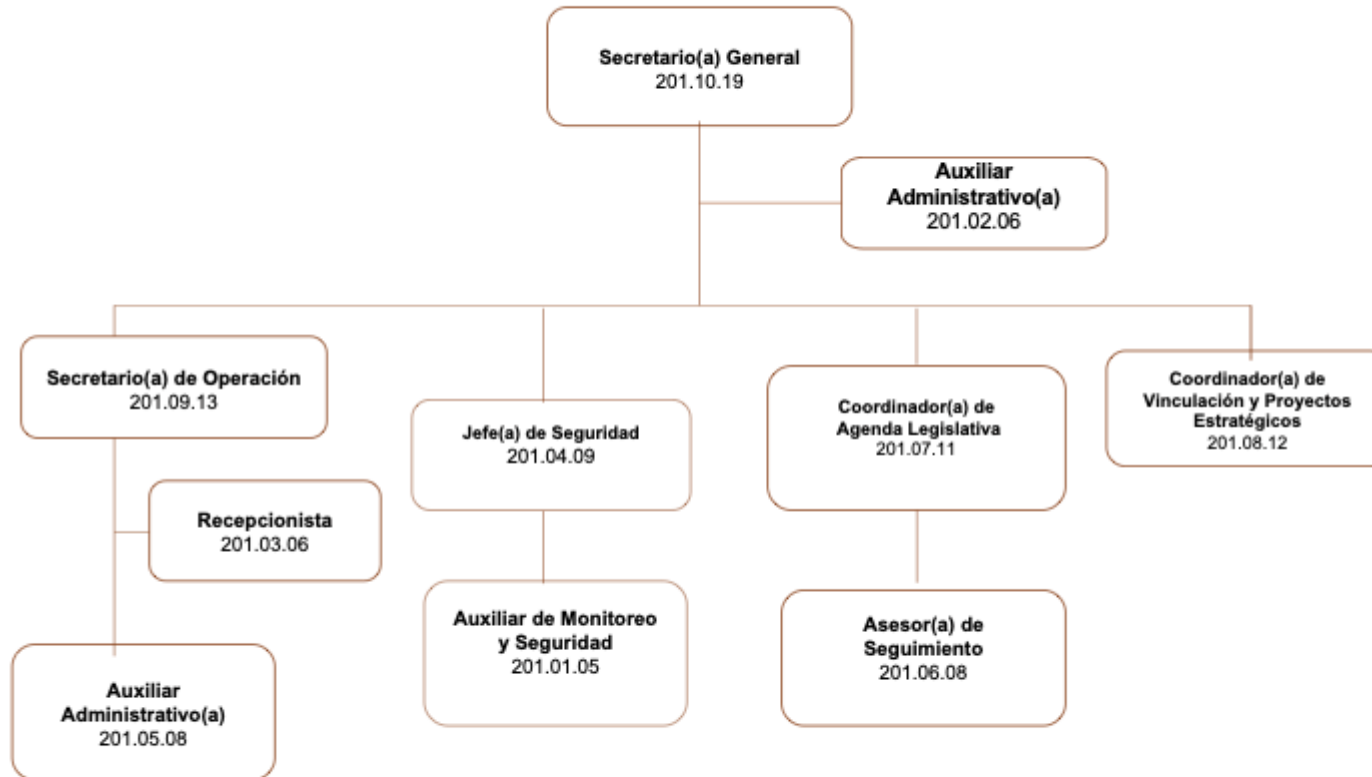 Secretario(a) General
201.10.19
Auxiliar
Administrativo(a)
201.02.06
Secretario(a) de Operación
201.09.13
Jefe(a) de Seguridad
201.04.09
Coordinador(a) de
Agenda Legislativa
201.07.11
Coordinador(a) de
Vinculación y Proyectos
Estratégicos
201.08.12
Recepcionista
201.03.06
Auxiliar
Administrativo(a)
201.05.08
Auxiliar de Monitoreo
y Seguridad
201.01.05
Asesor(a) de
Seguimiento
201.06.08